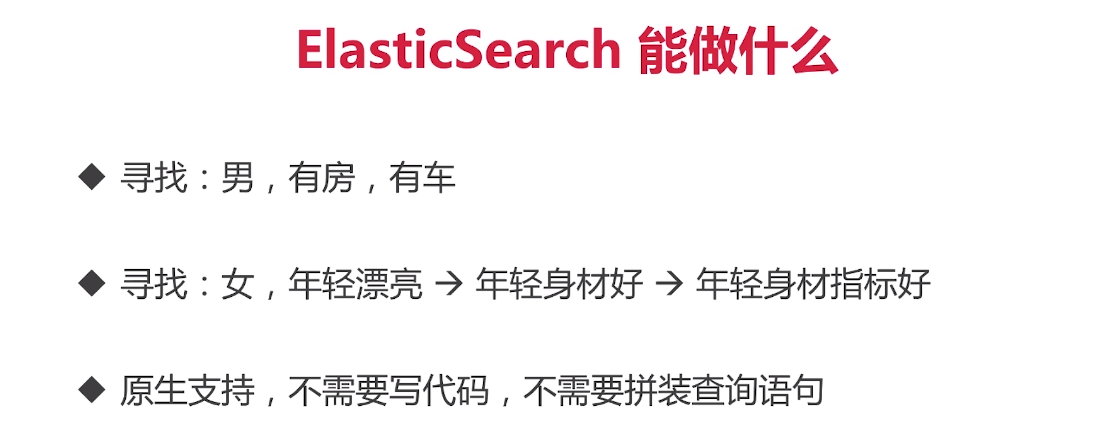 ElasticSearch 能做什么
◆ 寻找：男，有房，有车
◆ 寻找：女，年轻漂亮 → 年轻身材好 → 年轻身材指标好
◆ 原生支持，不需要写代码，不需要拼装查询语句